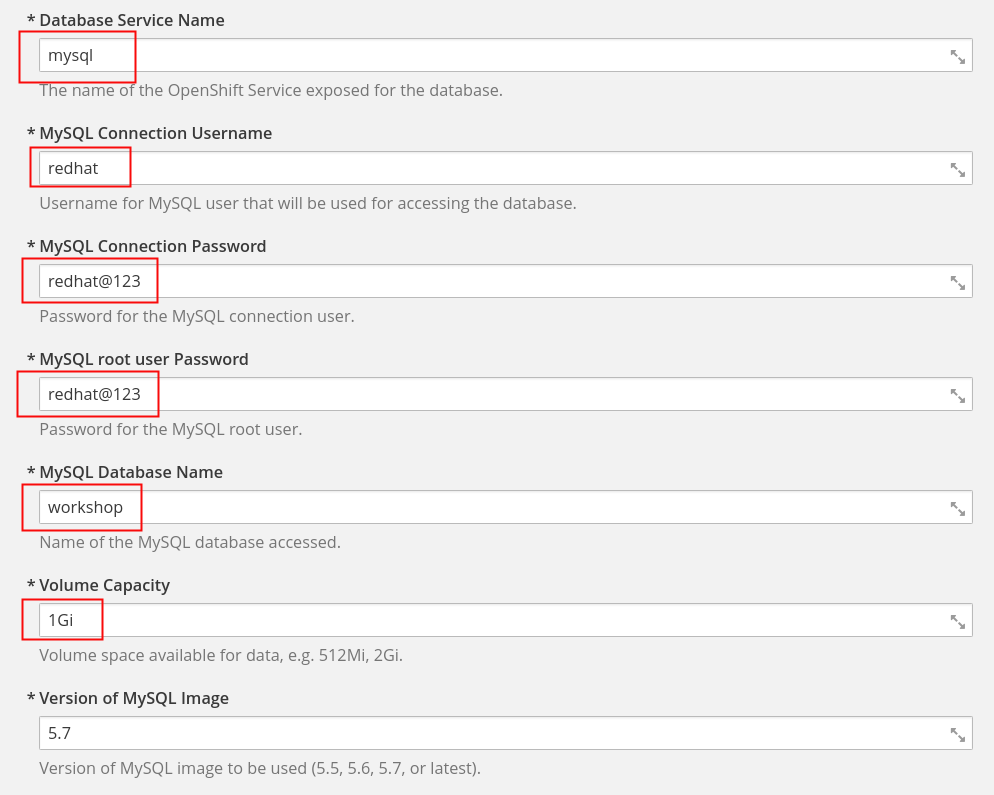 * Database Service Name
mysql
The name of the OpenShift Service exposed for the database.
* MySQL Connection Username
redhat
Username for MySQL user that will be used for accessing the database.
* MySQL Connection Password
redhat@123
Password for the MySQL connection user.
* MySQL root user Password
redhat@123
Password for the MySQL root user.
* MySQL Database Name
workshop
Name of the MySQL database accessed.
* Volume Capacity
1Gi
Volume space available for data, e.g. 512Mi, 2Gi.
* Version of MySQL Image
5.7
Version of MySQL image to be used (5.5, 5.6, 5.7, or latest).